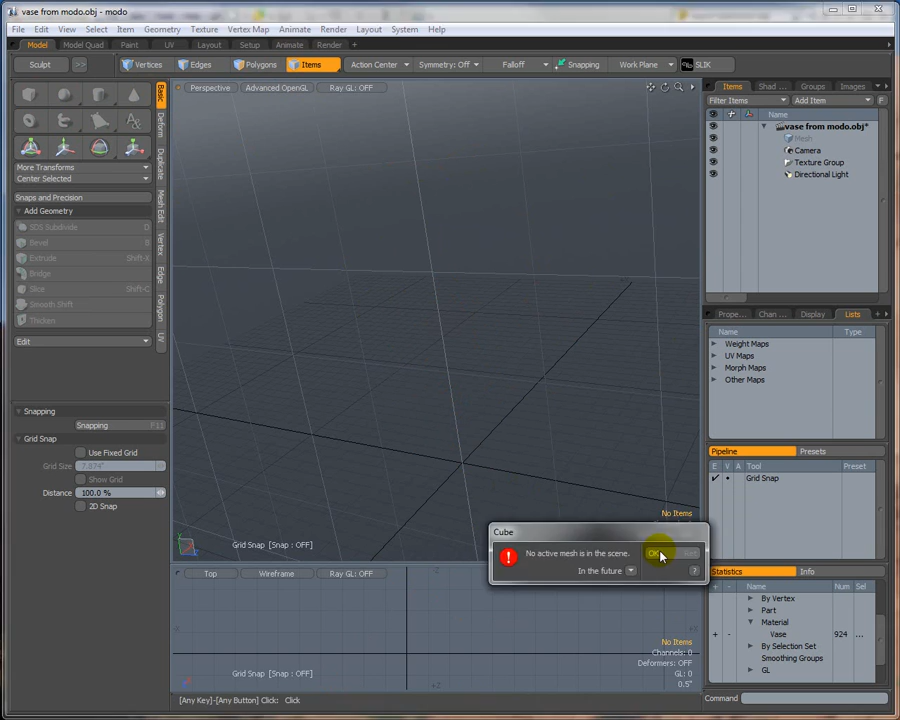 vase from modo.obj - modo
File Edit View Select Item Geometry Texture Vertex Map Animate Render Layout System Help
Model Model Quad Paint UV Layout Setup Animate Render +
Sculpt >> Vertices Edges Polygons Items Action Center Symmetry: Off Falloff Snapping Work Plane SLIK
Perspective Advanced OpenGL Ray GL: OFF
Items Shad ... Groups Images
Filter Items Add Item F
Name
vase from modo.obj*
Mesh
Camera
Texture Group
Directional Light
Basic
Deform
Duplicate
Mesh Edit
Vertex
Edge
Polygon
UV
More Transforms
Center Selected
Snaps and Precision
Add Geometry
SDS Subdivide D
Bevel B
Extrude Shift-X
Bridge
Slice Shift-C
Smooth Shift
Thicken
Edit
Snapping
Snapping F11
Grid Snap
Use Fixed Grid
Grid Size 7.874"
Show Grid
Distance 100.0 %
2D Snap
Prope... Chan ... Display Lists +
Name Type
Weight Maps
UV Maps
Morph Maps
Other Maps
Pipeline Presets
E V A Tool Preset
Grid Snap
No Items
Grid Snap [Snap : OFF]
Cube
No active mesh is in the scene.
OK
In the future
?
Top Wireframe Ray GL: OFF
No Items
Channels: 0
Deformers: OFF
GL: 0
0.5"
Grid Snap [Snap: OFF]
Statistics Info
+ - Name Num Sel
By Vertex
Part
Material
+ - Vase 924 ...
By Selection Set
Smoothing Groups
GL
[Any Key]-[Any Button] Click: Click
Command